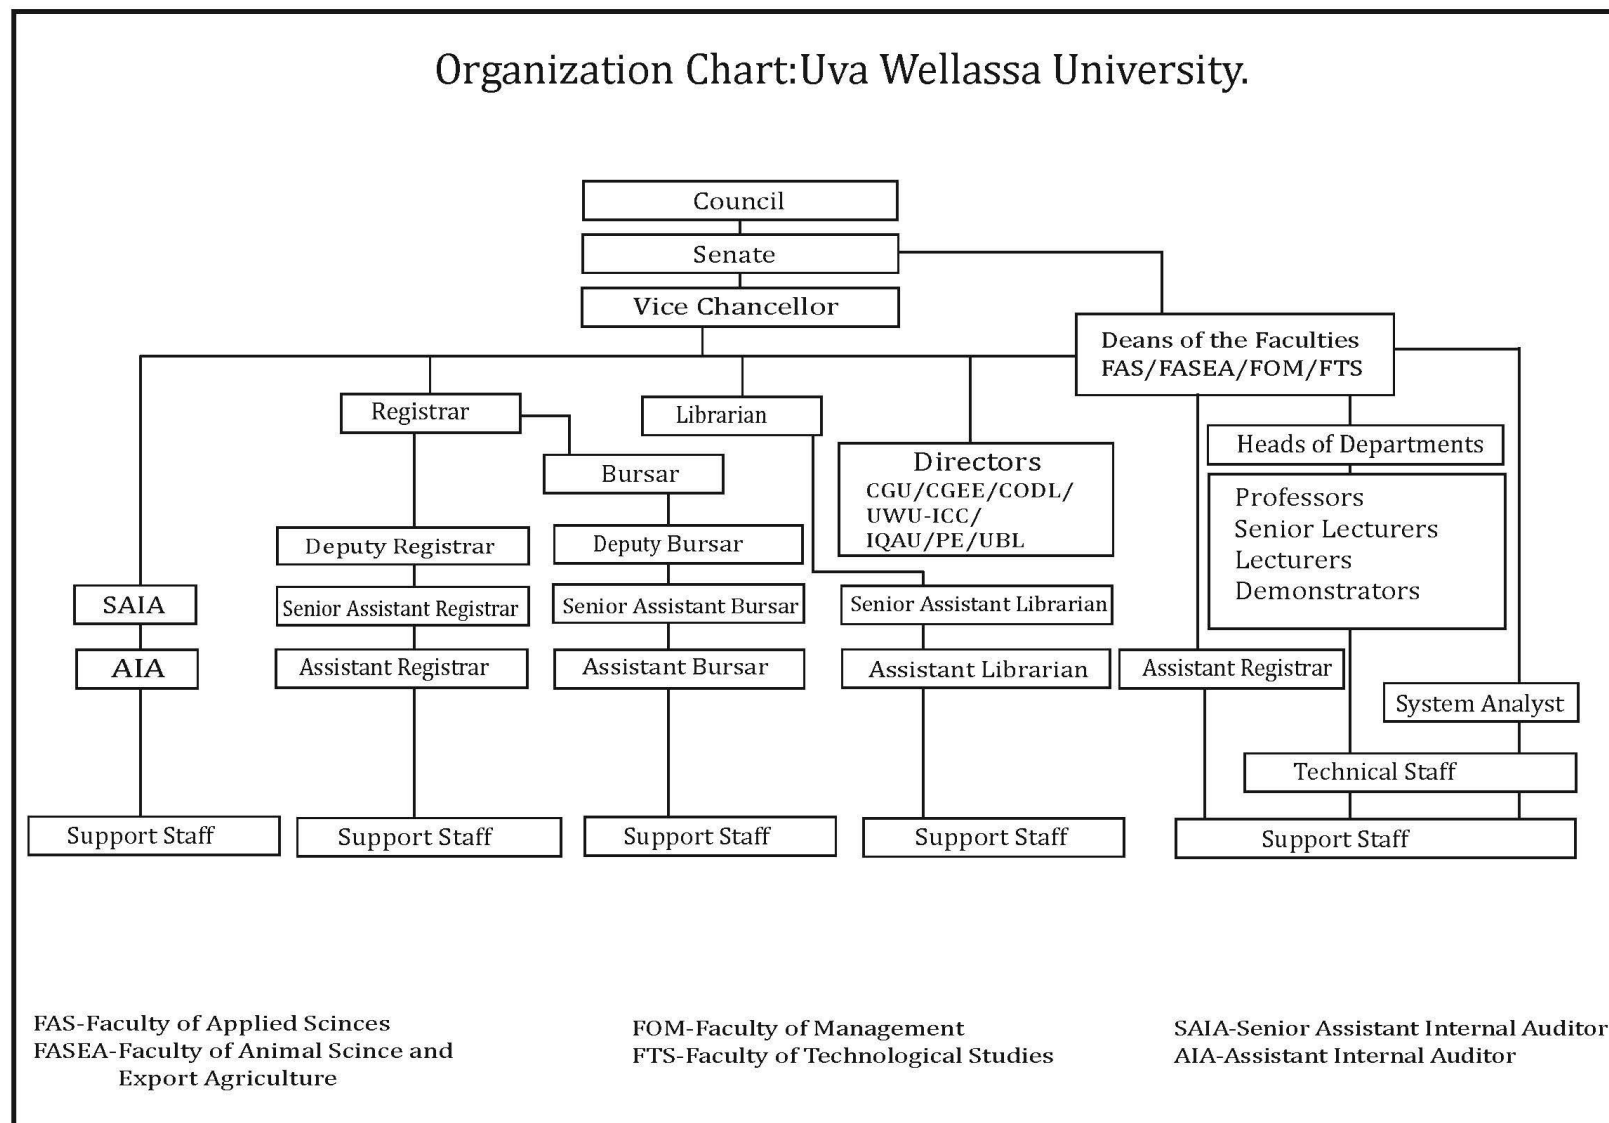 Organization Chart:Uva Wellassa University.
Council
Senate
Vice Chancellor
Deans of the Faculties
FAS/FASEA/FOM/FTS
Registrar
Librarian
Bursar
Directors
CGU/CGEE/CODL/
UWU-ICC/
IQAU/PE/UBL
Heads of Departments
Professors
Senior Lecturers
Lecturers
Demonstrators
Deputy Registrar
Deputy Bursar
SAIA
Senior Assistant Registrar
Senior Assistant Bursar
Senior Assistant Librarian
AIA
Assistant Registrar
Assistant Bursar
Assistant Librarian
Assistant Registrar
System Analyst
Technical Staff
Support Staff
Support Staff
Support Staff
Support Staff
Support Staff
FAS-Faculty of Applied Scinces
FASEA-Faculty of Animal Scince and
Export Agriculture
FOM-Faculty of Management
FTS-Faculty of Technological Studies
SAIA-Senior Assistant Internal Auditor
AIA-Assistant Internal Auditor